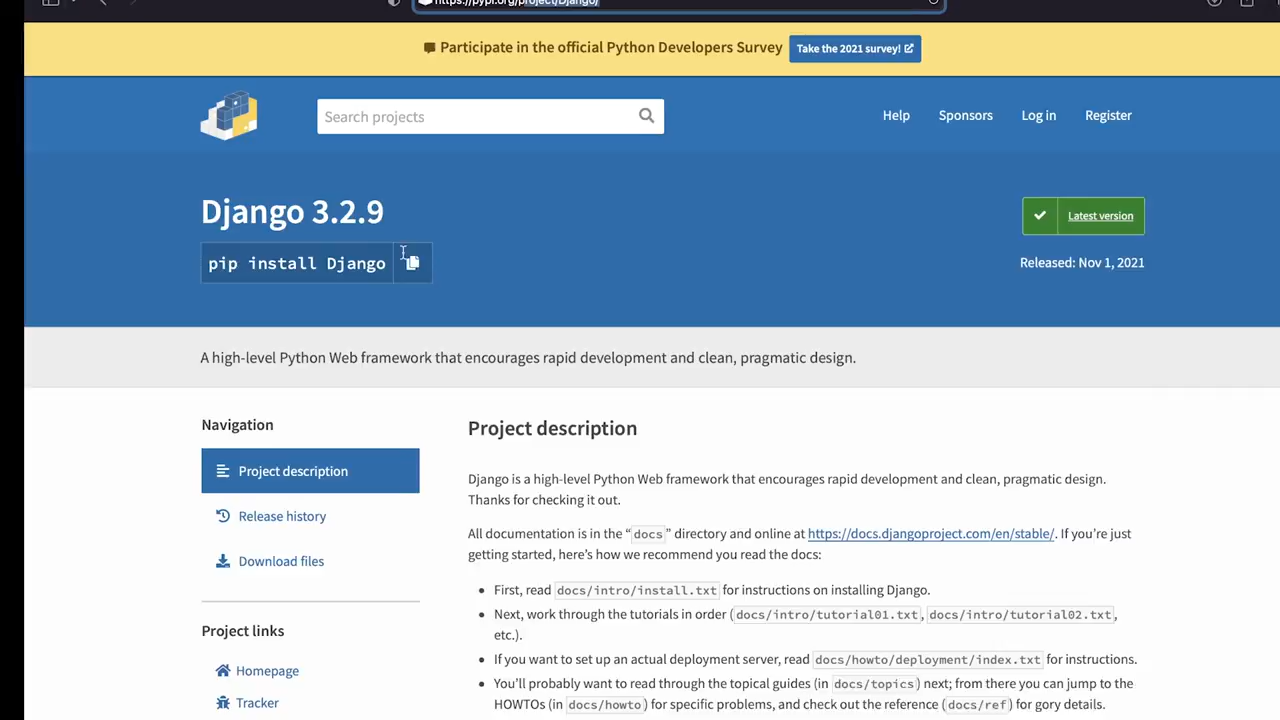 https://pypi.org/project/Django/
Participate in the official Python Developers Survey
Take the 2021 survey!
Search projects
Help
Sponsors
Log in
Register
Django 3.2.9
pip install Django
Latest version
Released: Nov 1, 2021
A high-level Python Web framework that encourages rapid development and clean, pragmatic design.
Navigation
Project description
Release history
Download files
Project links
Homepage
Tracker
Project description
Django is a high-level Python Web framework that encourages rapid development and clean, pragmatic design.
Thanks for checking it out.
All documentation is in the “docs” directory and online at https://docs.djangoproject.com/en/stable/. If you’re just
getting started, here’s how we recommend you read the docs:
• First, read docs/intro/install.txt for instructions on installing Django.
• Next, work through the tutorials in order (docs/intro/tutorial01.txt, docs/intro/tutorial02.txt,
etc.).
• If you want to set up an actual deployment server, read docs/howto/deployment/index.txt for instructions.
• You’ll probably want to read through the topical guides (in docs/topics) next; from there you can jump to the
HOWTOs (in docs/howto) for specific problems, and check out the reference (docs/ref) for gory details.